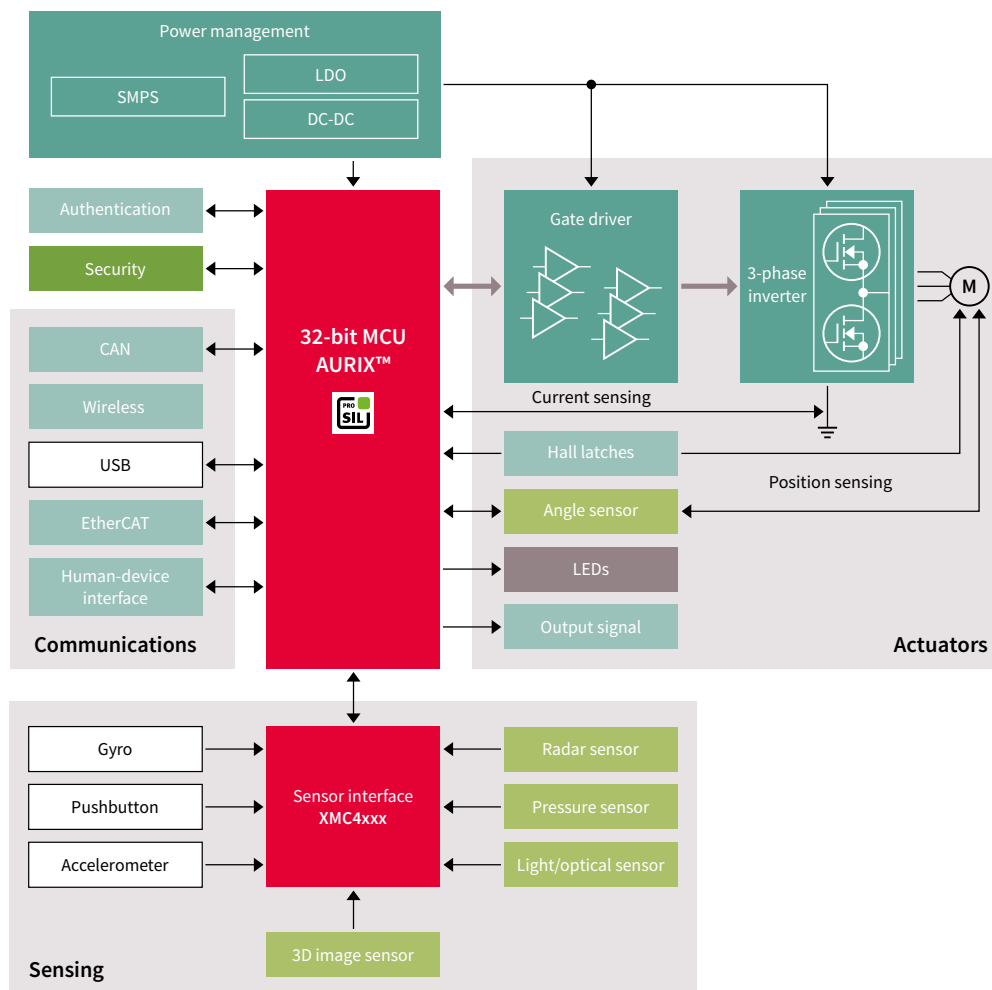 Power management
SMPS
LDO
DC-DC
Authentication
Security
CAN
Wireless
USB
EtherCAT
Human-device
interface
Communications
32-bit MCU
AURIX™
PRO
SIL
Gate driver
3-phase
inverter
M
Current sensing
Hall latches
Position sensing
Angle sensor
LEDs
Output signal
Actuators
Gyro
Pushbutton
Accelerometer
Sensor interface
XMC4xxx
Radar sensor
Pressure sensor
Light/optical sensor
3D image sensor
Sensing